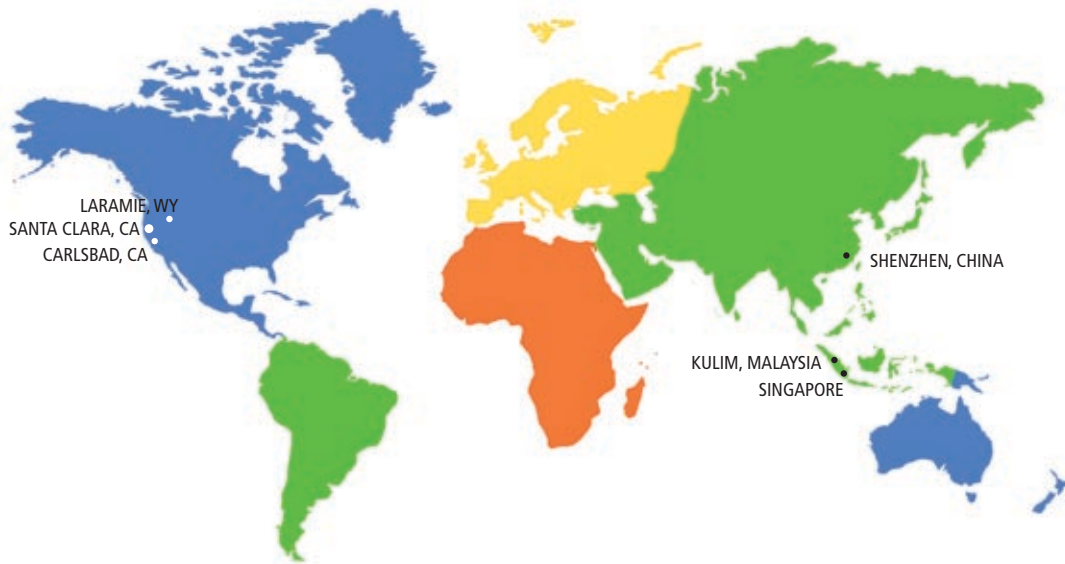 LARAMIE, WY
SANTA CLARA, CA
CARLSBAD, CA
SHENZHEN, CHINA
KULIM, MALAYSIA
SINGAPORE